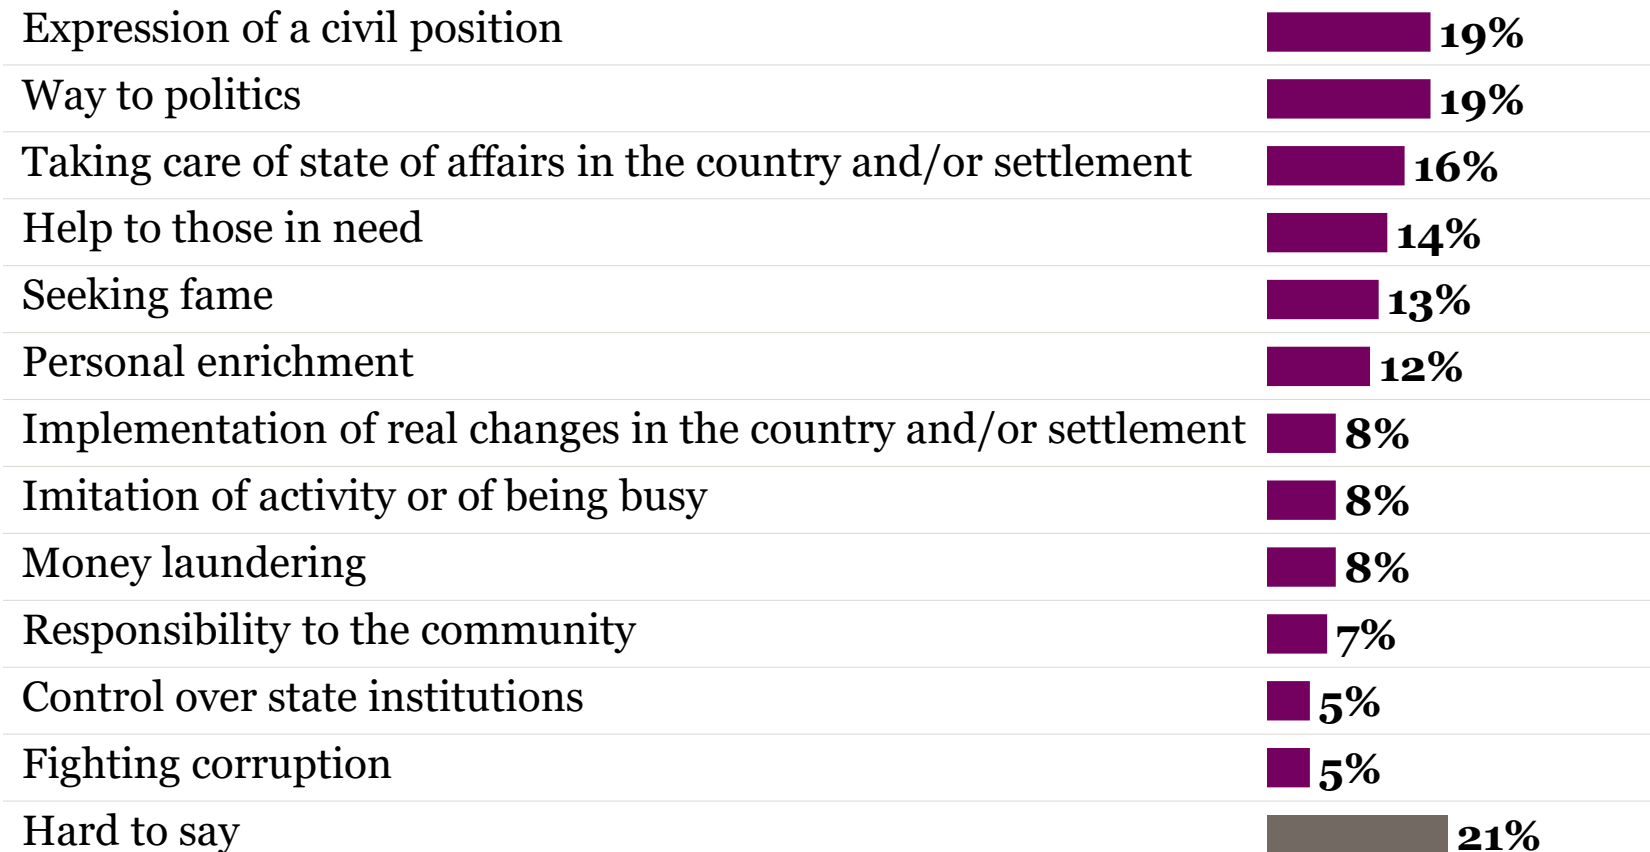 Expression of a civil position 19%
Way to politics 19%
Taking care of state of affairs in the country and/or settlement 16%
Help to those in need 14%
Seeking fame 13%
Personal enrichment 12%
Implementation of real changes in the country and/or settlement 8%
Imitation of activity or of being busy 8%
Money laundering 8%
Responsibility to the community 7%
Control over state institutions 5%
Fighting corruption 5%
Hard to say 21%